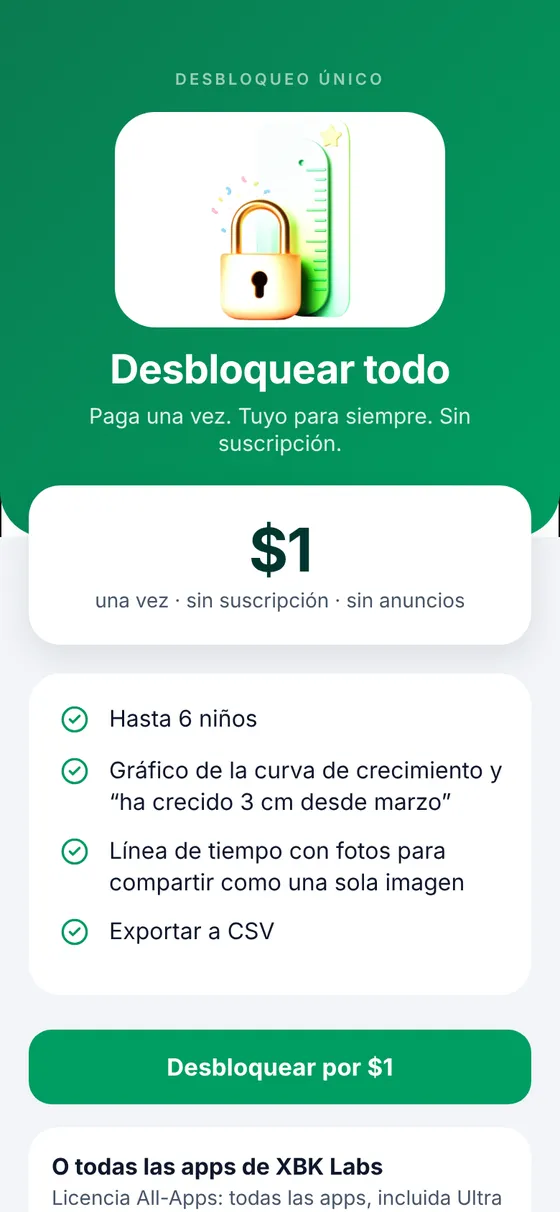 DESBLOQUEO ÚNICO
Desbloquear todo
Paga una vez. Tuyo para siempre. Sin
suscripción.
$1
una vez · sin suscripción · sin anuncios
Hasta 6 niños
Gráfico de la curva de crecimiento y
“ha crecido 3 cm desde marzo”
Línea de tiempo con fotos para
compartir como una sola imagen
Exportar a CSV
Desbloquear por $1
O todas las apps de XBK Labs
Licencia All-Apps: todas las apps, incluida Ultra